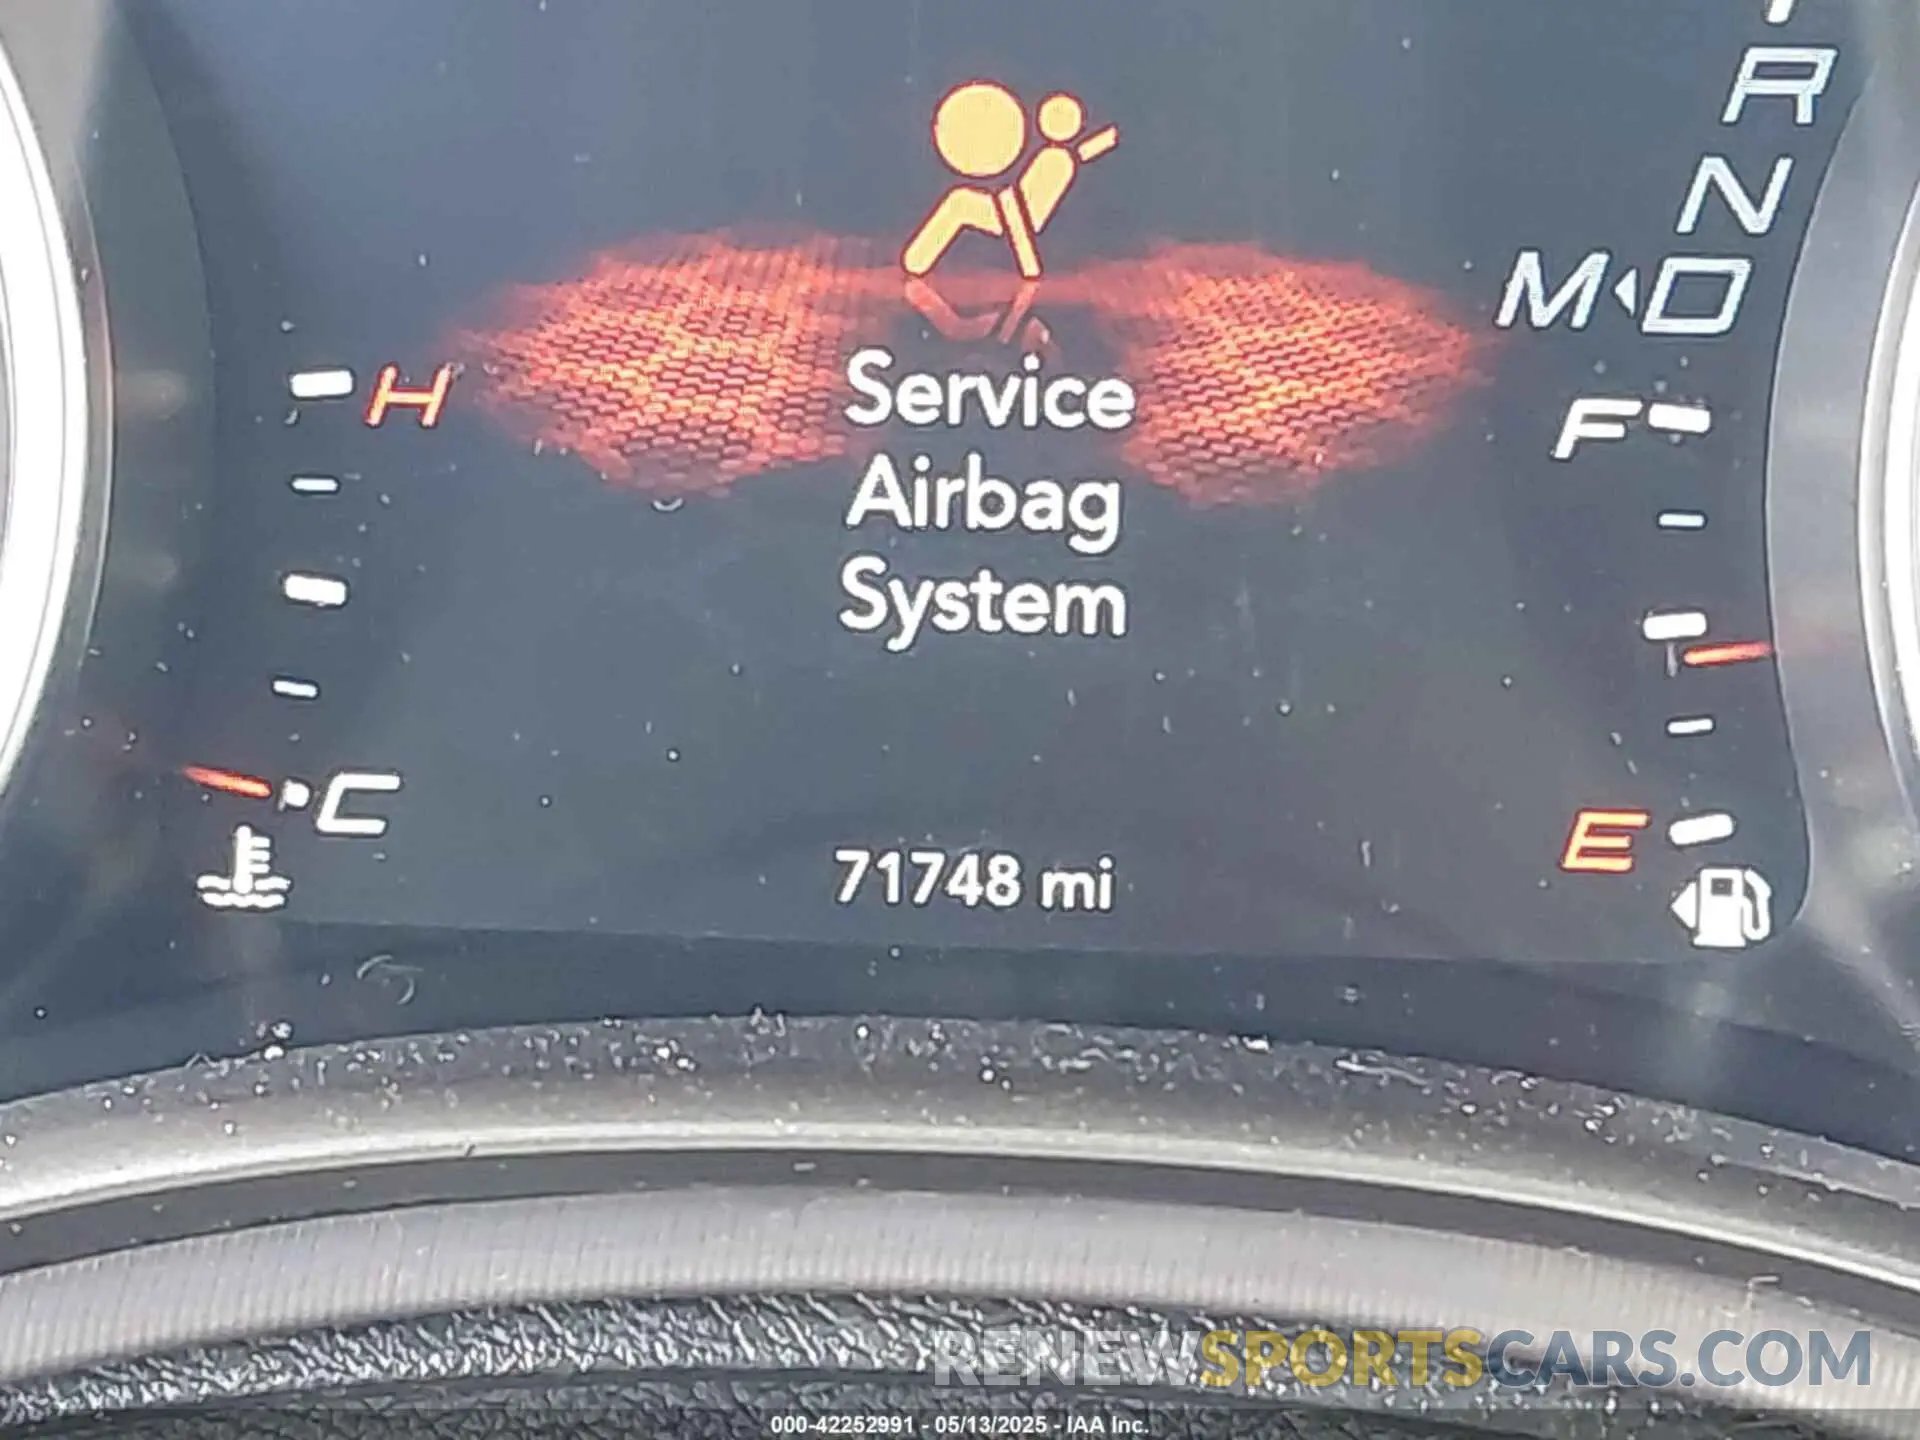 R
N
M D
H
Service
Airbag
System
F
C
71748 mi
E
RENEWSPORTSCARS.COM
000-42252991 - 05/13/2025 - IAA Inc.